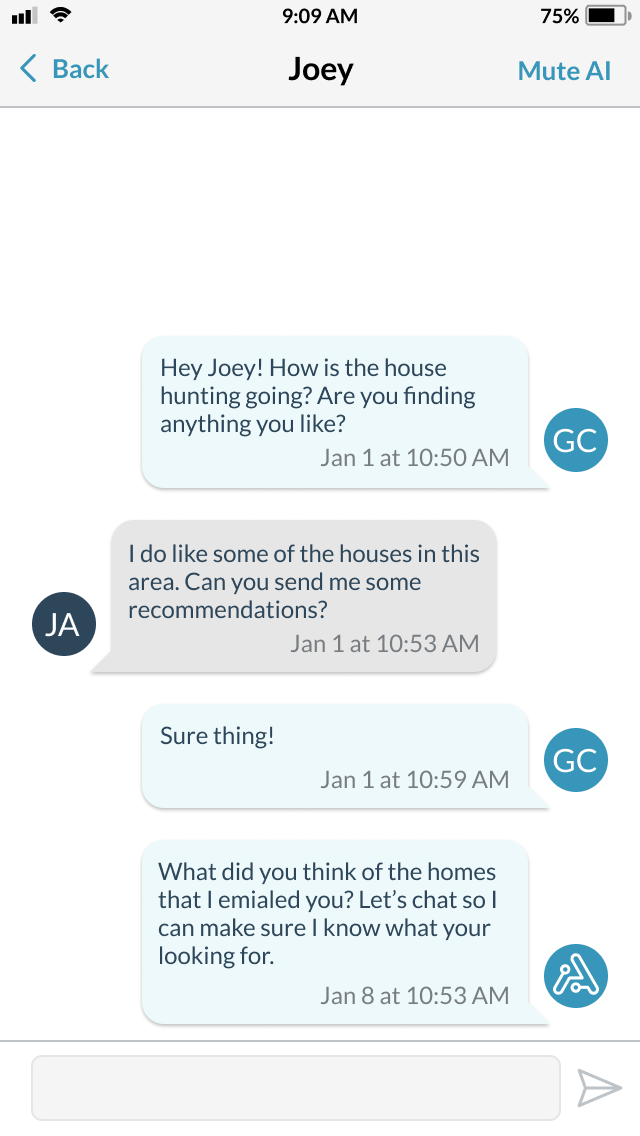 9:09 AM
75%
Back
Joey
Mute AI
Hey Joey! How is the house
hunting going? Are you finding
anything you like?
Jan 1 at 10:50 AM
GC
I do like some of the houses in this
area. Can you send me some
recommendations?
Jan 1 at 10:53 AM
JA
Sure thing!
Jan 1 at 10:59 AM
GC
What did you think of the homes
that I emialed you? Let’s chat so I
can make sure I know what your
looking for.
Jan 8 at 10:53 AM